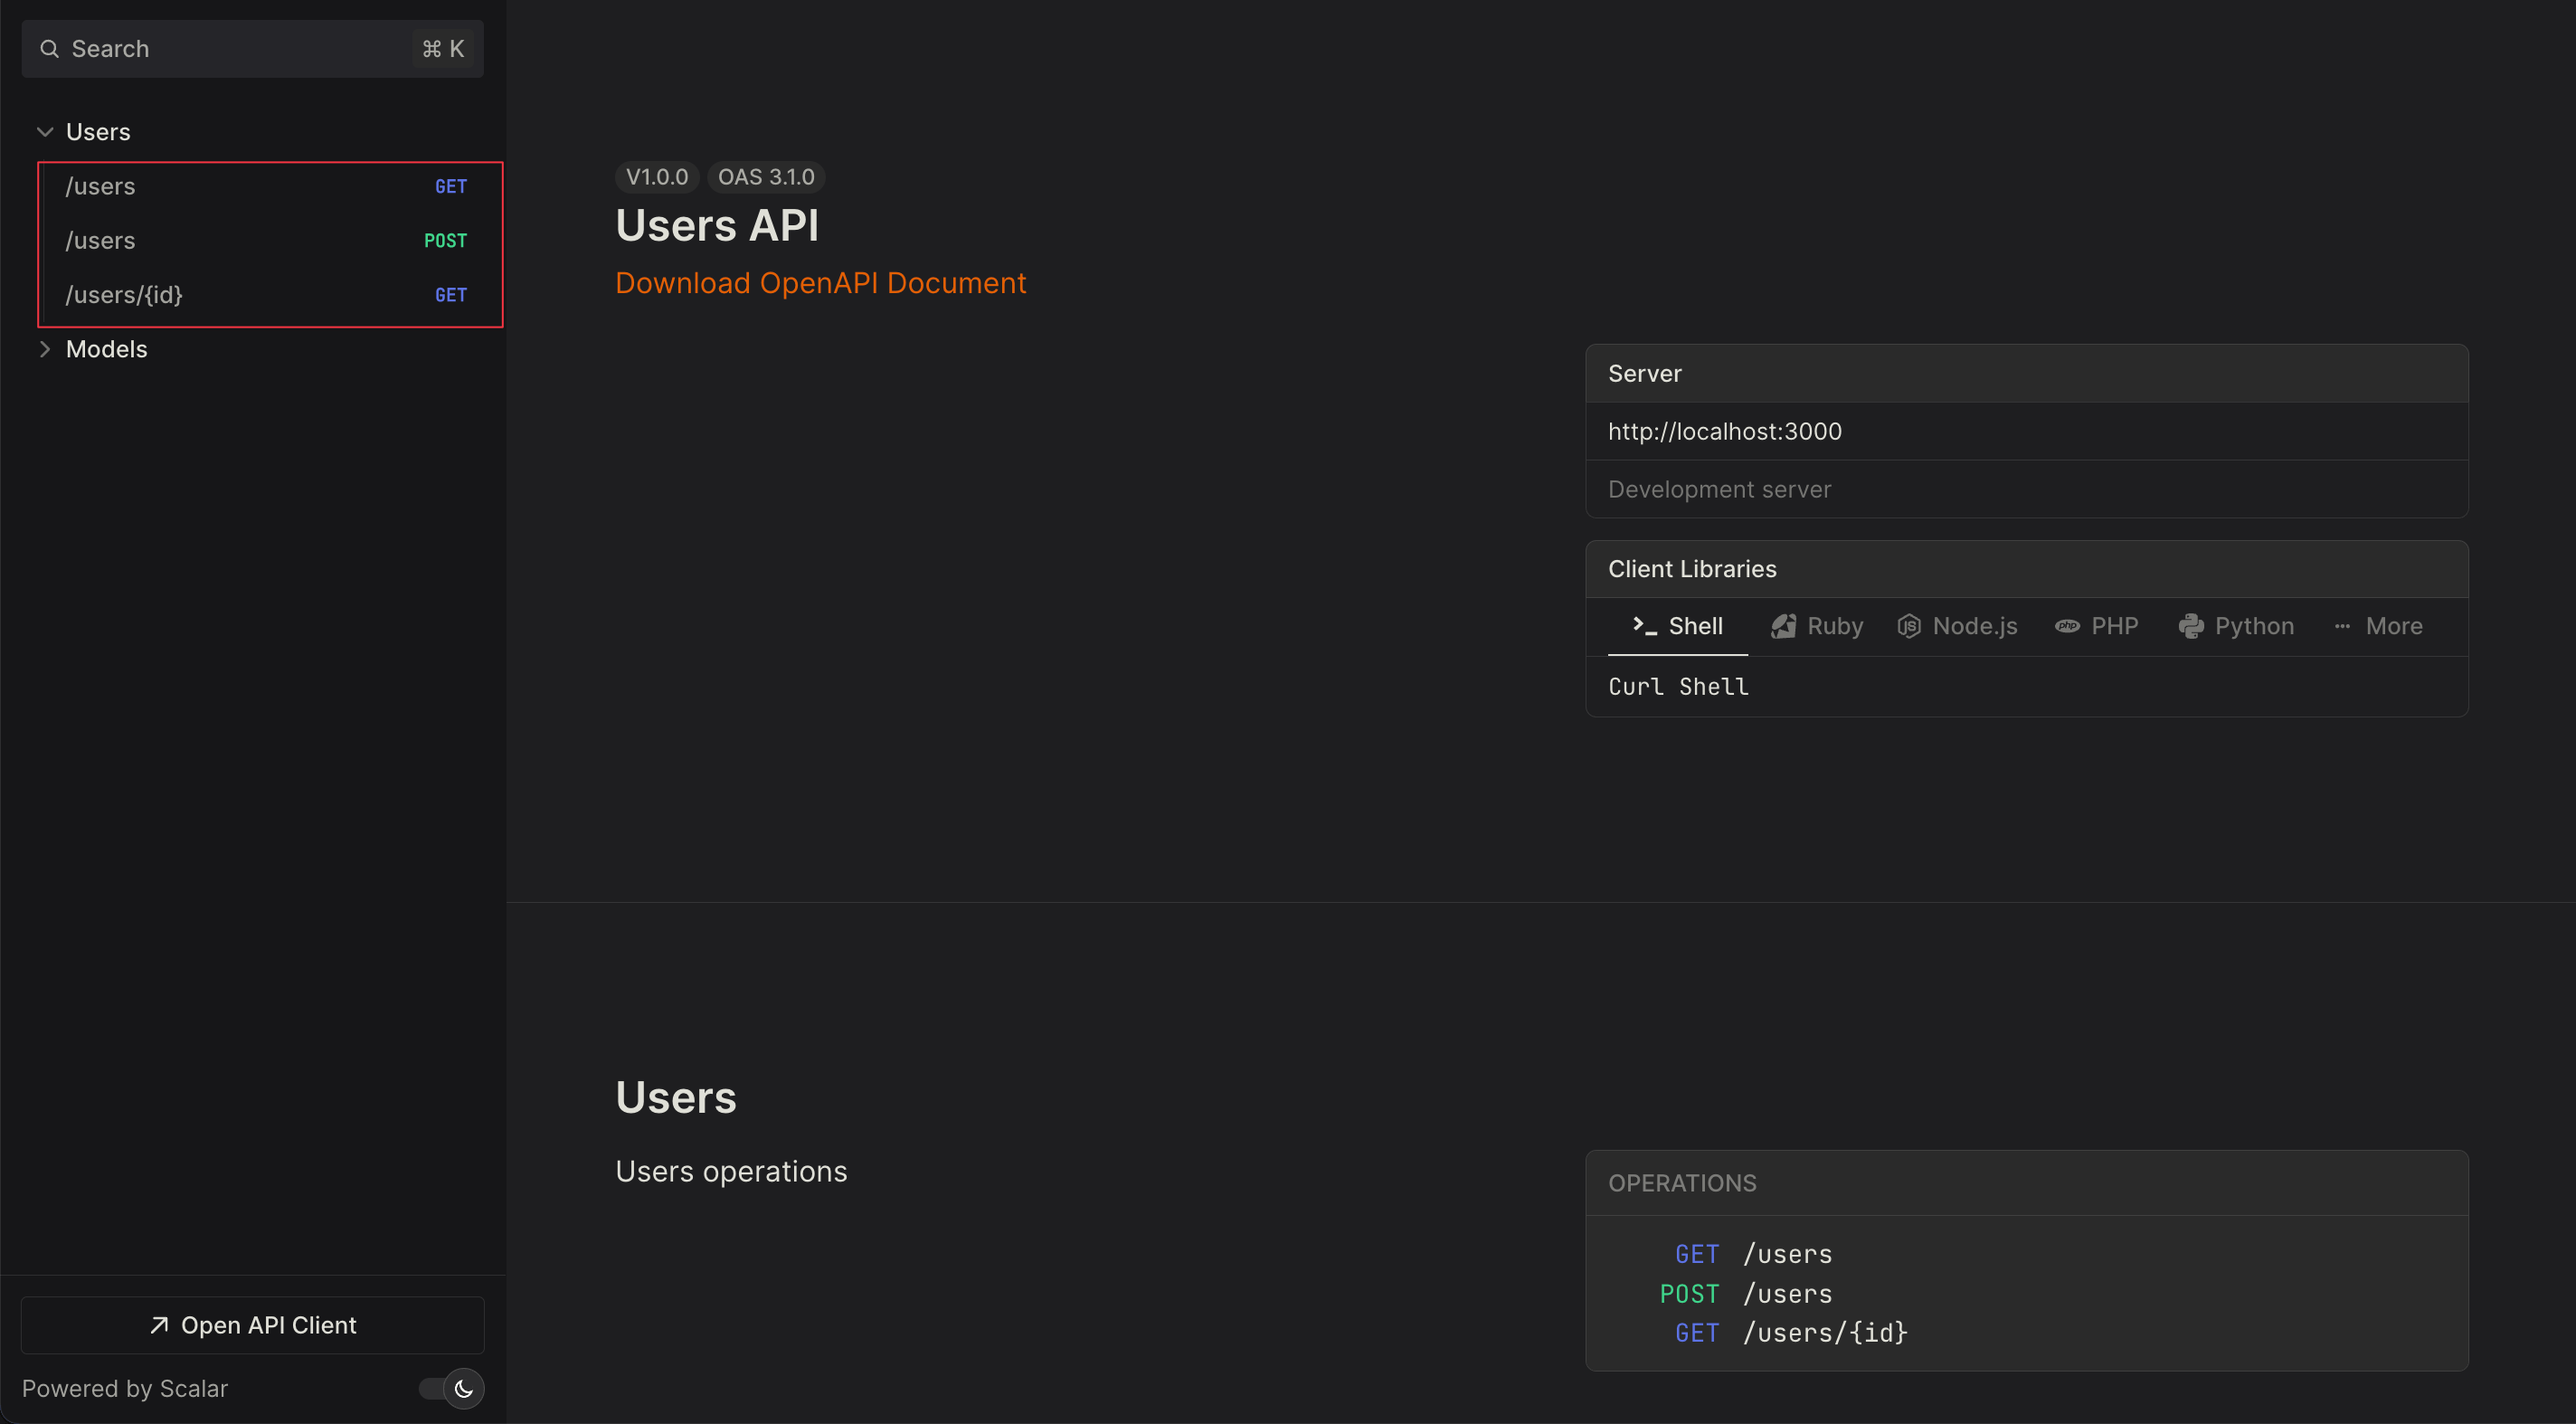 Search ⌘ K
Users
/users GET
/users POST
/users/{id} GET
Models
Open API Client
Powered by Scalar
V1.0.0 OAS 3.1.0
Users API
Download OpenAPI Document
Server
http://localhost:3000
Development server
Client Libraries
Shell Ruby Node.js PHP Python More
Curl Shell
Users
Users operations
OPERATIONS
GET /users
POST /users
GET /users/{id}